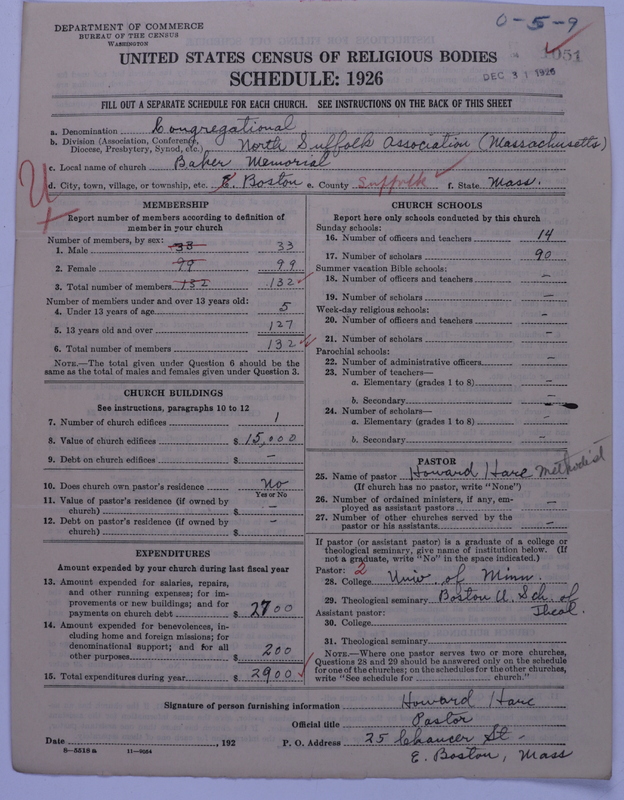 DEPARTMENT OF COMMERCE
BUREAU OF THE CENSUS
WASHINGTON
0-5-9
1051
DEC 31 1926
UNITED STATES CENSUS OF RELIGIOUS BODIES
SCHEDULE: 1926
FILL OUT A SEPARATE SCHEDULE FOR EACH CHURCH. SEE INSTRUCTIONS ON THE BACK OF THIS SHEET
a. Denomination Congregational
b. Division (Association, Conference, Diocese, Presbytery, Synod, etc.) North Suffolk Association (Massachusetts)
c. Local name of church Baker Memorial
d. City, town, village, or township, etc. E. Boston e. County Suffolk f. State Mass.
MEMBERSHIP
Report number of members according to definition of
member in your church
Number of members, by sex:
1. Male 33 33
2. Female 99 99
3. Total number of members 132 132
Number of members under and over 13 years old:
4. Under 13 years of age 5
5. 13 years old and over 127
6. Total number of members 132
NOTE.—The total given under Question 6 should be
same as the total of males and females given under Question 3.
CHURCH BUILDINGS
See instructions, paragraphs 10 to 12
7. Number of church edifices 1
8. Value of church edifices $ 15,000
9. Debt on church edifices $ —
10. Does church own pastor's residence No
Yes or No
11. Value of pastor's residence (if owned by
church) $ —
12. Debt on pastor's residence (if owned by
church) $ —
EXPENDITURES
Amount expended by your church during last fiscal year
13. Amount expended for salaries, repairs,
and other running expenses; for im-
provements or new buildings; and for
payments on church debt $ 2700
14. Amount expended for benevolences, in-
cluding home and foreign missions; for
denominational support; and for all
other purposes $ 200
15. Total expenditures during year $ 2900
CHURCH SCHOOLS
Report here only schools conducted by this church
Sunday schools:
16. Number of officers and teachers 14
17. Number of scholars 90
Summer vacation Bible schools:
18. Number of officers and teachers —
19. Number of scholars —
Week-day religious schools:
20. Number of officers and teachers —
21. Number of scholars —
Parochial schools:
22. Number of administrative officers —
23. Number of teachers—
a. Elementary (grades 1 to 8) —
b. Secondary —
24. Number of scholars—
a. Elementary (grades 1 to 8) —
b. Secondary —
PASTOR
25. Name of pastor Howard Hare Methodist
(If church has no pastor, write "None")
26. Number of ordained ministers, if any, em-
ployed as assistant pastors —
27. Number of other churches served by the
pastor or his assistants —
If pastor (or assistant pastor) is a graduate of a college or
theological seminary, give name of institution below. (If
not a graduate, write "No" in the space indicated.)
Pastor: 2
28. College Univ. of Minn.
29. Theological seminary Boston U. Sch. of
Theol.
Assistant pastor:
30. College
31. Theological seminary
NOTE.—Where one pastor serves two or more churches,
Questions 28 and 29 should be answered only on the schedule
for one of the churches; on the schedules for the other churches,
write "See schedule for church."
Signature of person furnishing information Howard Hare
Official title Pastor
Date , 192 P. O. Address 25 Chaucer St.
E. Boston, Mass
8—5518 a 11—9064